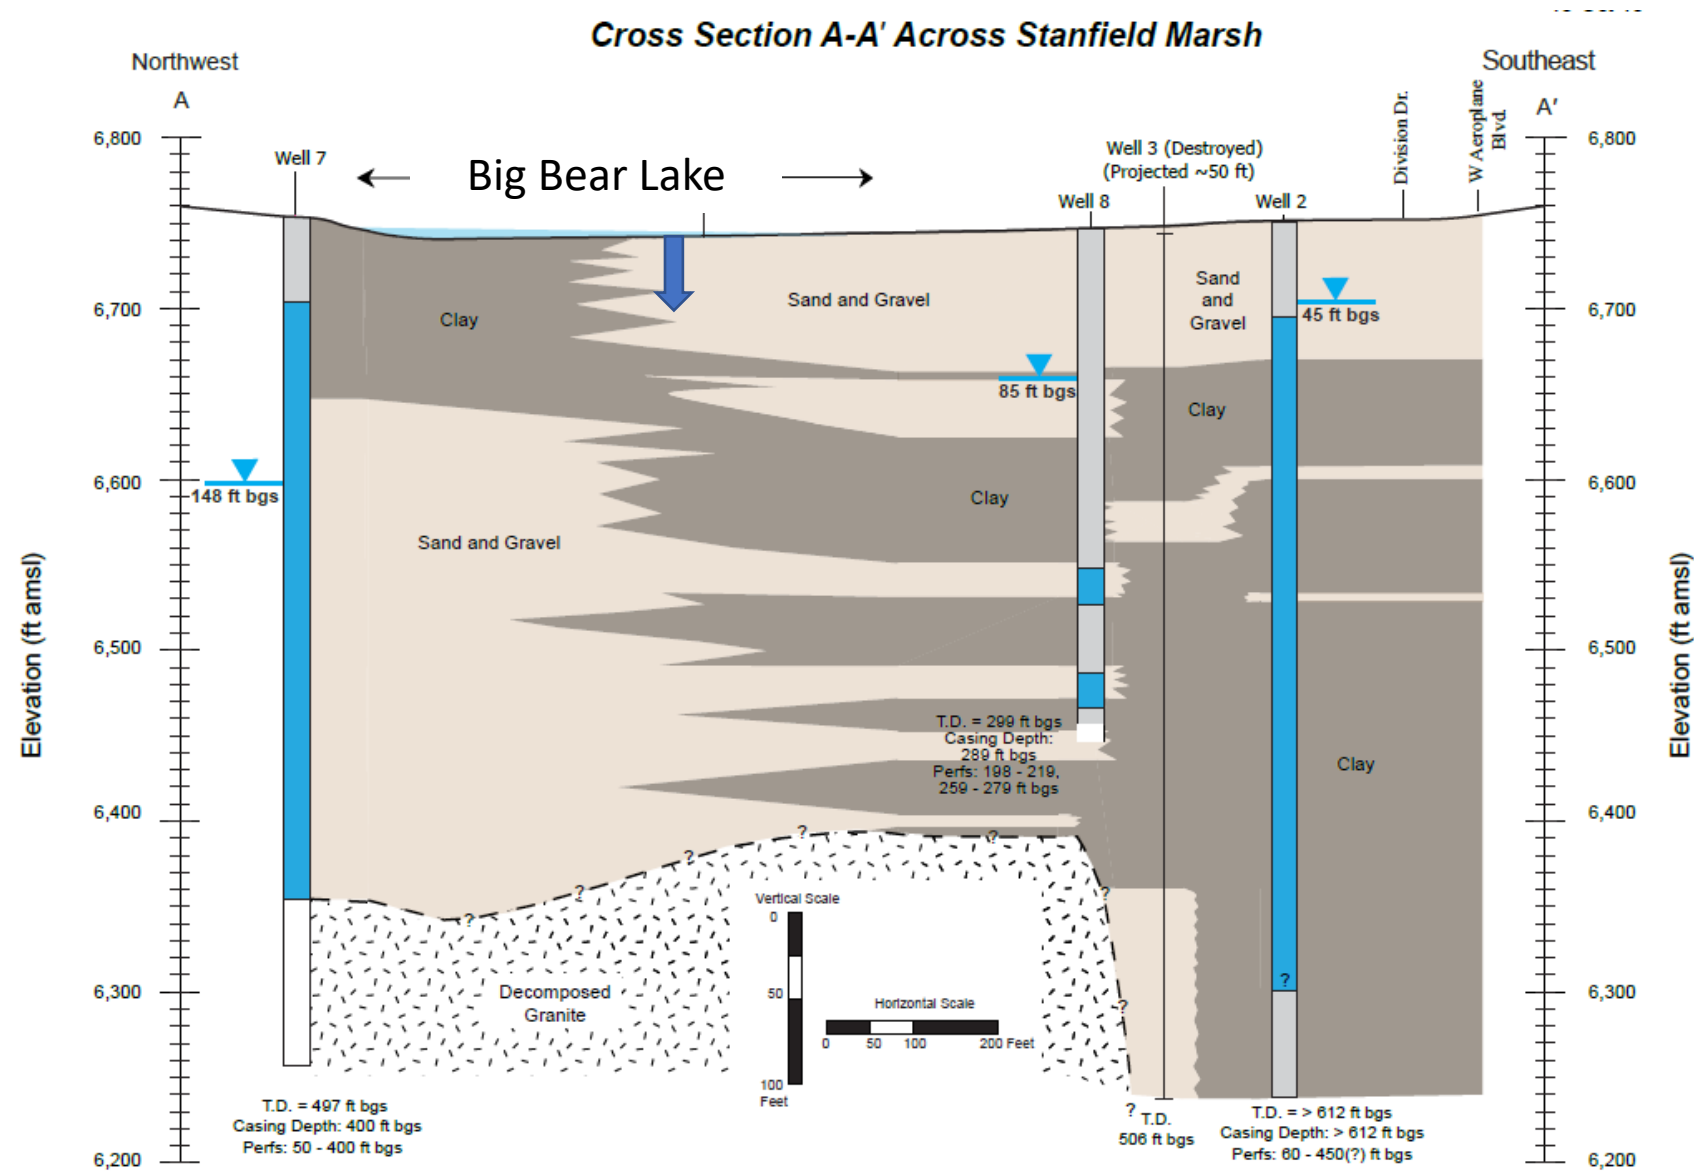 Cross Section A-A' Across Stanfield Marsh
Northwest
Southeast
A
A'
Division Dr.
W Aeroplane
Blvd.
6,800
6,800
Well 7
Big Bear Lake
Well 3 (Destroyed)
(Projected ~50 ft)
Well 8
Well 2
6,700
6,700
Clay
Sand and Gravel
Sand
and
Gravel
45 ft bgs
85 ft bgs
Clay
6,600
6,600
148 ft bgs
Clay
Sand and Gravel
Elevation (ft amsl)
Elevation (ft amsl)
6,500
6,500
T.D. = 299 ft bgs
Casing Depth:
289 ft bgs
Perfs: 198 - 219,
259 - 279 ft bgs
Clay
6,400
6,400
?
?
?
?
?
?
?
?
?
6,300
6,300
Decomposed
Granite
Vertical Scale
0
50
100
Feet
Horizontal Scale
0 50 100 200 Feet
T.D. = 497 ft bgs
Casing Depth: 400 ft bgs
Perfs: 50 - 400 ft bgs
?
T.D.
506 ft bgs
T.D. = > 612 ft bgs
Casing Depth: > 612 ft bgs
Perfs: 60 - 450(?) ft bgs
6,200
6,200